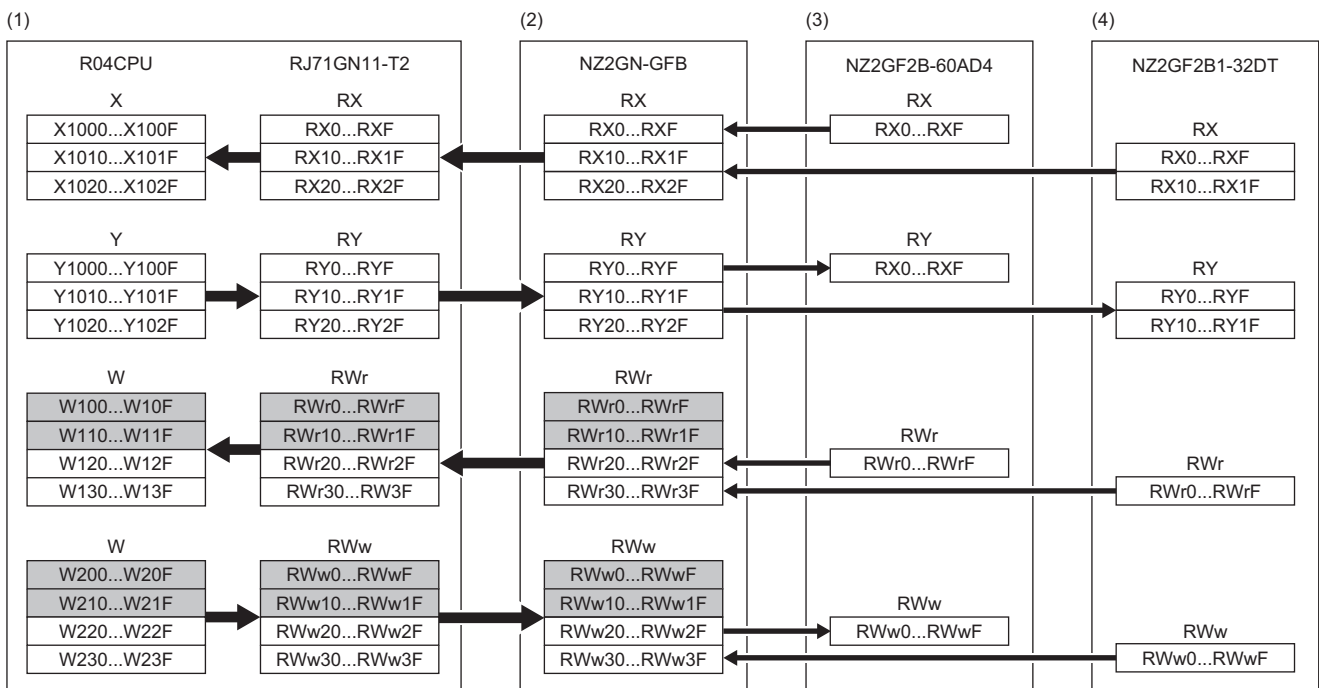 (1) (2) (3) (4)
R04CPU RJ71GN11-T2 NZ2GN-GFB NZ2GF2B-60AD4 NZ2GF2B1-32DT
X RX RX RX
X1000...X100F RX0...RXF RX0...RXF RX0...RXF RX
X1010...X101F RX10...RX1F RX10...RX1F RX0...RXF
X1020...X102F RX20...RX2F RX20...RX2F RX10...RX1F
Y RY RY RY
Y1000...Y100F RY0...RYF RY0...RYF RX0...RXF RY
Y1010...Y101F RY10...RY1F RY10...RY1F RY0...RYF
Y1020...Y102F RY20...RY2F RY20...RY2F RY10...RY1F
W RWr RWr
W100...W10F RWr0...RWrF RWr0...RWrF
W110...W11F RWr10...RWr1F RWr10...RWr1F RWr
W120...W12F RWr20...RWr2F RWr20...RWr2F RWr0...RWrF RWr
W130...W13F RWr30...RW3F RWr30...RWr3F RWr0...RWrF
W RWw RWw
W200...W20F RWw0...RWwF RWw0...RWwF
W210...W21F RWw10...RWw1F RWw10...RWw1F RWw
W220...W22F RWw20...RWw2F RWw20...RWw2F RWw0...RWwF RWw
W230...W23F RWw30...RWw3F RWw30...RWw3F RWw0...RWwF